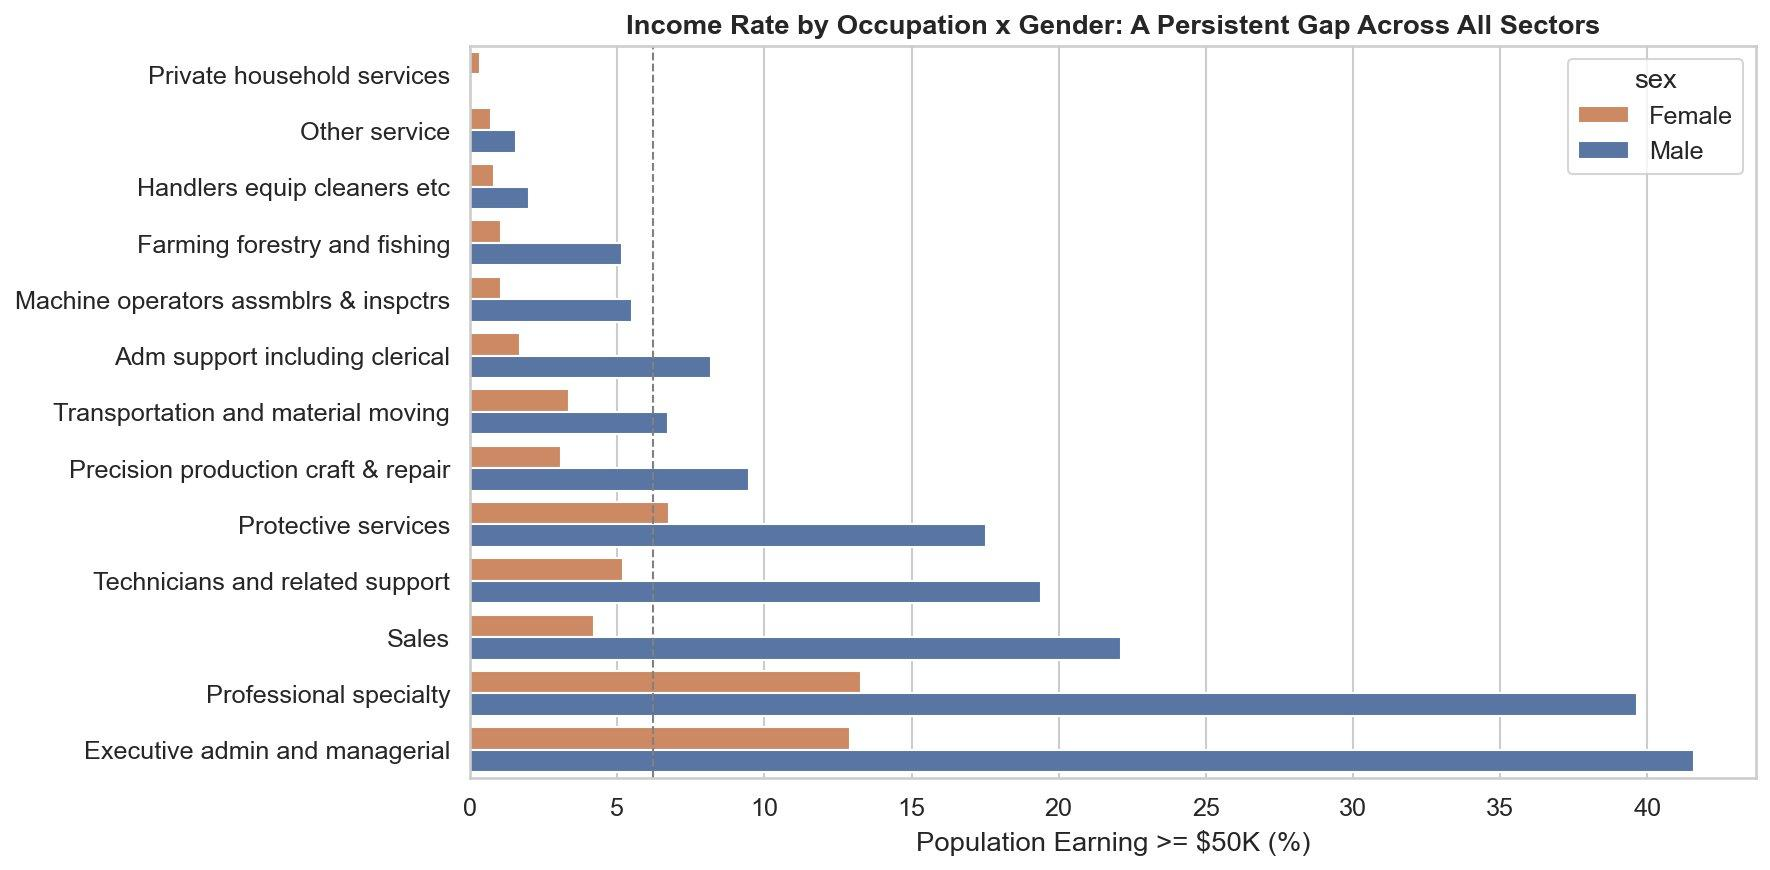 Income Rate by Occupation x Gender: A Persistent Gap Across All Sectors
sex
Female
Male
Private household services
Other service
Handlers equip cleaners etc
Farming forestry and fishing
Machine operators assmblrs & inspctrs
Adm support including clerical
Transportation and material moving
Precision production craft & repair
Protective services
Technicians and related support
Sales
Professional specialty
Executive admin and managerial
0 5 10 15 20 25 30 35 40
Population Earning >= $50K (%)